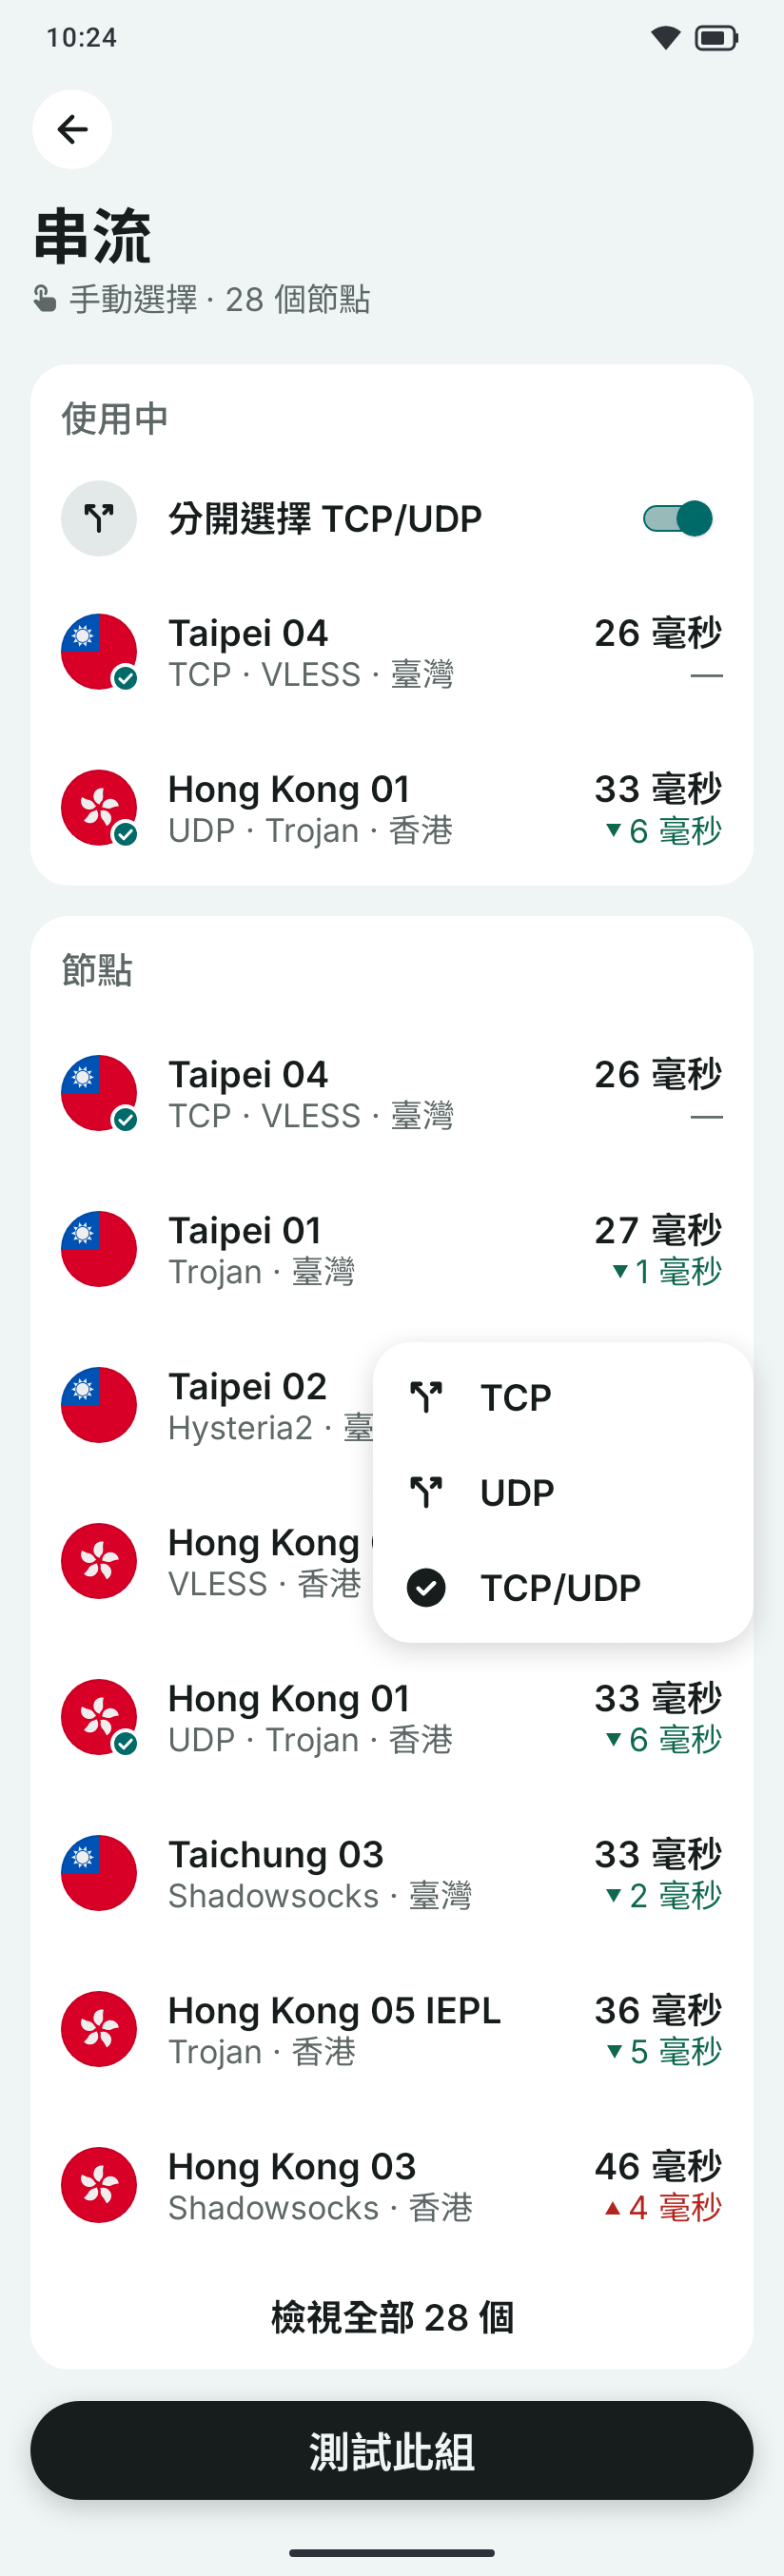 10:24
串流
手動選擇 · 28 個節點
使用中
分開選擇 TCP/UDP
Taipei 04
26 毫秒
TCP · VLESS · 臺灣
—
Hong Kong 01
33 毫秒
UDP · Trojan · 香港
▼6 毫秒
節點
Taipei 04
26 毫秒
TCP · VLESS · 臺灣
—
Taipei 01
27 毫秒
Trojan · 臺灣
▼1 毫秒
Taipei 02
Hysteria2 · 臺
TCP
UDP
TCP/UDP
Hong Kong
VLESS · 香港
Hong Kong 01
33 毫秒
UDP · Trojan · 香港
▼6 毫秒
Taichung 03
33 毫秒
Shadowsocks · 臺灣
▼2 毫秒
Hong Kong 05 IEPL
36 毫秒
Trojan · 香港
▼5 毫秒
Hong Kong 03
46 毫秒
Shadowsocks · 香港
▲4 毫秒
檢視全部 28 個
測試此組